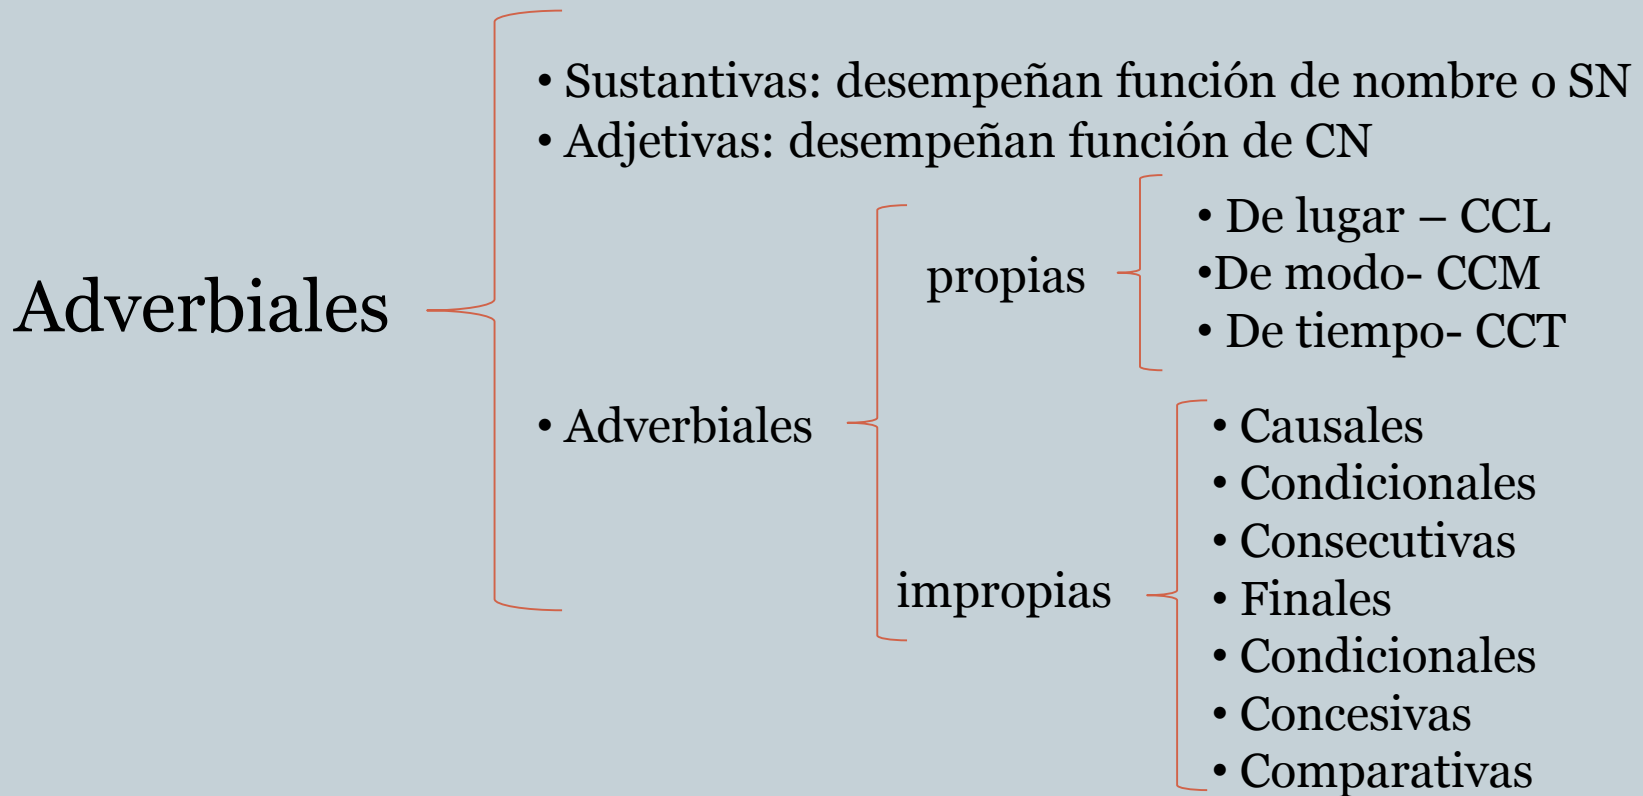 Adverbiales
• Sustantivas: desempeñan función de nombre o SN
• Adjetivas: desempeñan función de CN
• Adverbiales
propias
• De lugar – CCL
•De modo- CCM
• De tiempo- CCT
impropias
• Causales
• Condicionales
• Consecutivas
• Finales
• Condicionales
• Concesivas
• Comparativas